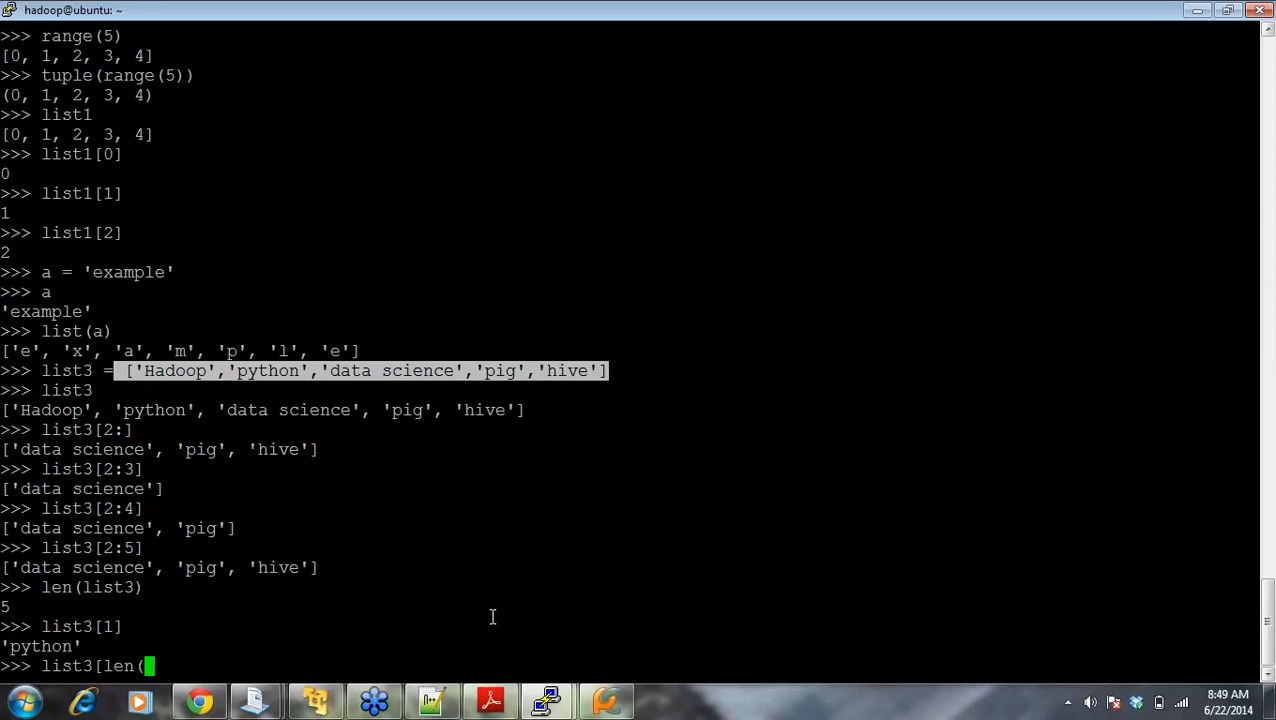 hadoop@ubuntu: ~
>>> range(5)
[0, 1, 2, 3, 4]
>>> tuple(range(5))
(0, 1, 2, 3, 4)
>>> list1
[0, 1, 2, 3, 4]
>>> list1[0]
0
>>> list1[1]
1
>>> list1[2]
2
>>> a = 'example'
>>> a
'example'
>>> list(a)
['e', 'x', 'a', 'm', 'p', 'l', 'e']
>>> list3 = ['Hadoop','python','data science','pig','hive']
>>> list3
['Hadoop', 'python', 'data science', 'pig', 'hive']
>>> list3[2:]
['data science', 'pig', 'hive']
>>> list3[2:3]
['data science']
>>> list3[2:4]
['data science', 'pig']
>>> list3[2:5]
['data science', 'pig', 'hive']
>>> len(list3)
5
>>> list3[1]
'python'
>>> list3[len(
8:49 AM
6/22/2014